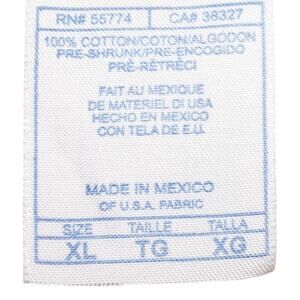 RN# 55774 CA# 38327
100% COTTON/COTON/ALGODON
PRE-SHRUNK/PRE-ENCOGIDO
PRÉ-RÉTRÉCI
FAIT AU MEXIQUE
DE MATERIEL DI USA
HECHO EN MEXICO
CON TELA DE E.U.
MADE IN MEXICO
OF U.S.A. FABRIC
SIZE TAILLE TALLA
XL TG XG